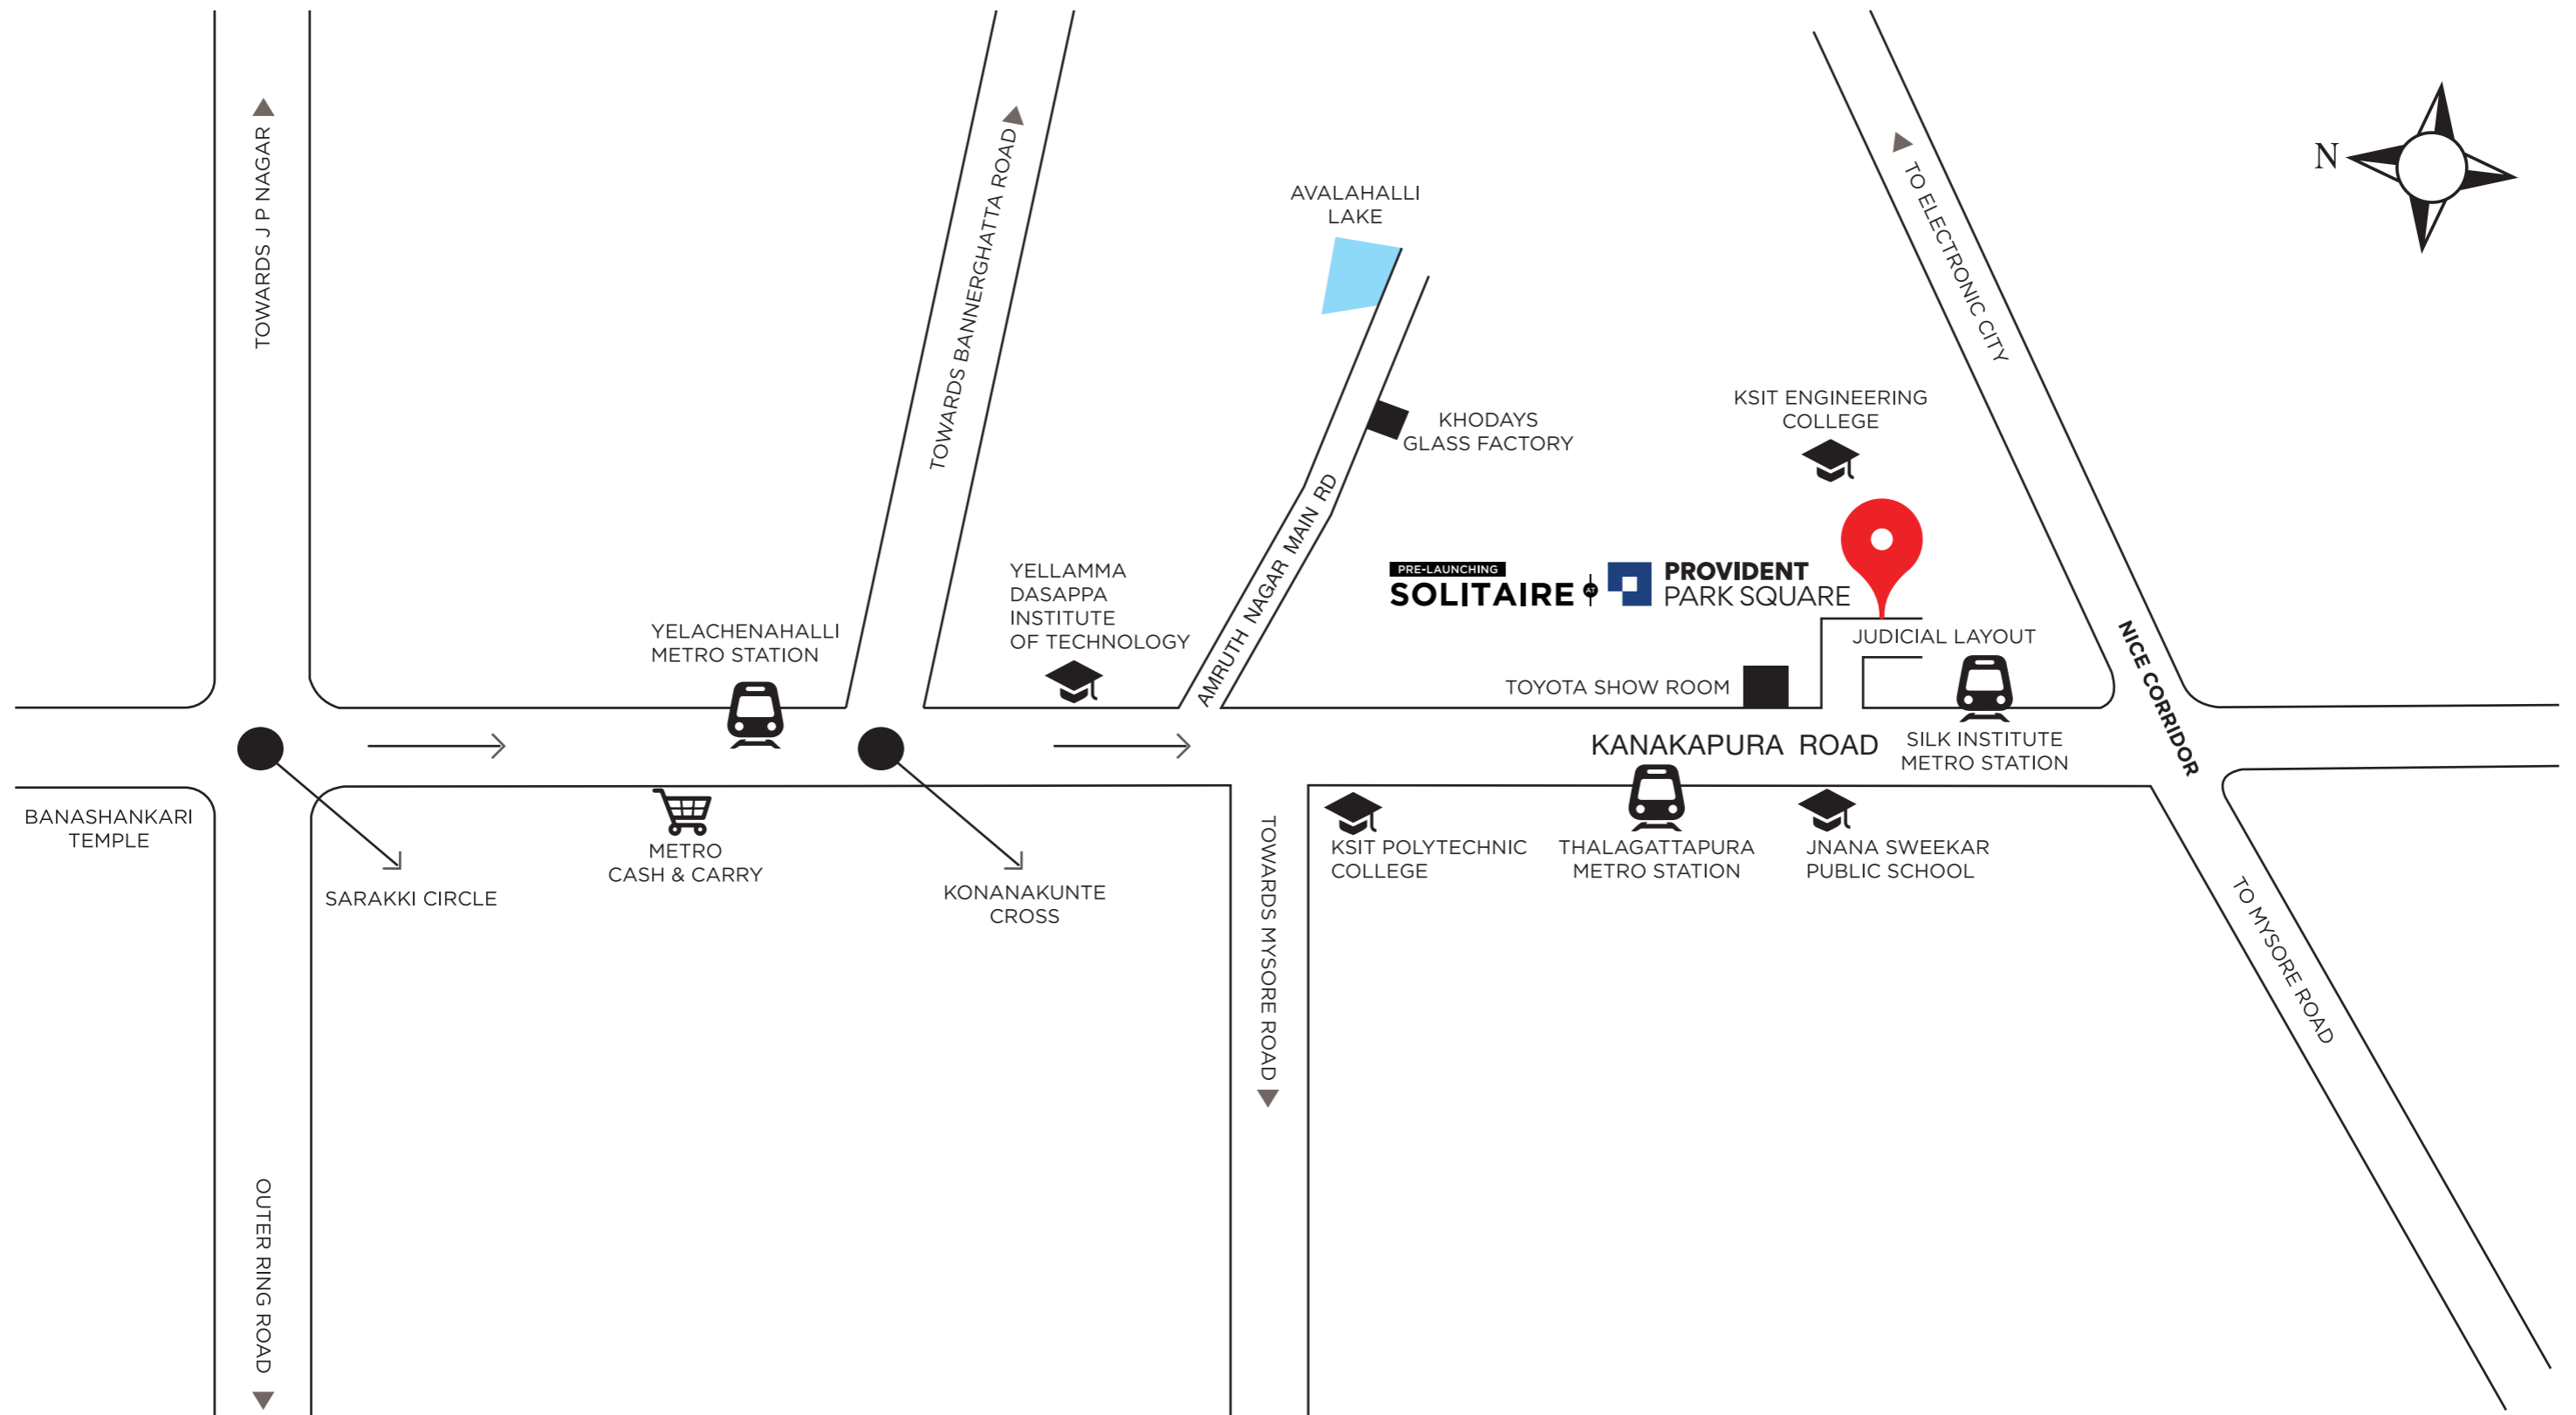 TOWARDS J P NAGAR
TOWARDS BANNERGHATTA ROAD
TO ELECTRONIC CITY
N
AVALAHALLI
LAKE
KSIT ENGINEERING
COLLEGE
KHODAYS
GLASS FACTORY
AMRUTH NAGAR MAIN RD
YELLAMMA
DASAPPA
INSTITUTE
OF TECHNOLOGY
PRE-LAUNCHING
SOLITAIRE AT
PROVIDENT
PARK SQUARE
YELACHENAHALLI
METRO STATION
JUDICIAL LAYOUT
TOYOTA SHOW ROOM
NICE CORRIDOR
KANAKAPURA ROAD
SILK INSTITUTE
METRO STATION
BANASHANKARI
TEMPLE
METRO
CASH & CARRY
SARAKKI CIRCLE
KONANAKUNTE
CROSS
TOWARDS MYSORE ROAD
KSIT POLYTECHNIC
COLLEGE
THALAGATTAPURA
METRO STATION
JNANA SWEEKAR
PUBLIC SCHOOL
TO MYSORE ROAD
OUTER RING ROAD